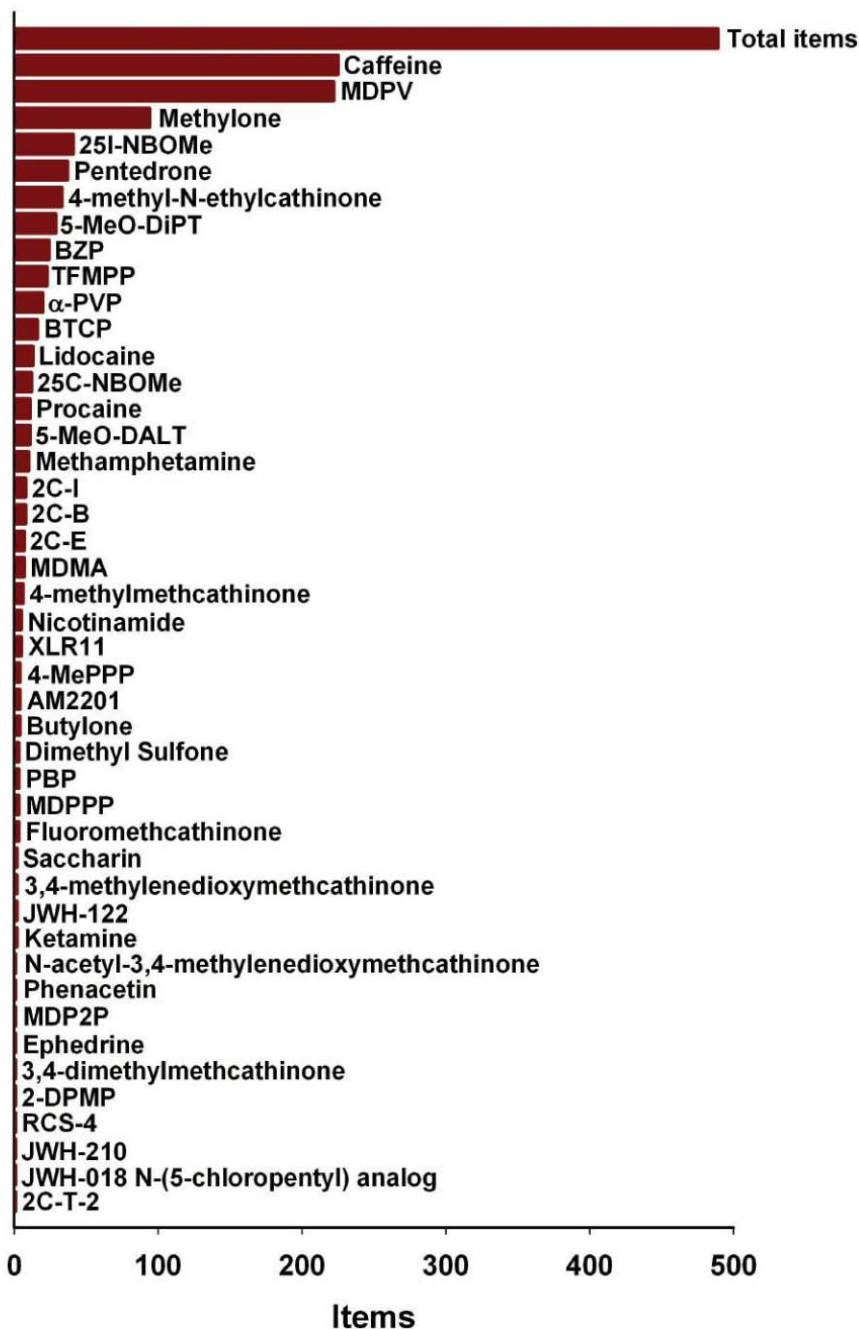 Total items
Caffeine
MDPV
Methylone
25I-NBOMe
Pentedrone
4-methyl-N-ethylcathinone
5-MeO-DiPT
BZP
TFMPP
α-PVP
BTCP
Lidocaine
25C-NBOMe
Procaine
5-MeO-DALT
Methamphetamine
2C-I
2C-B
2C-E
MDMA
4-methylmethcathinone
Nicotinamide
XLR11
4-MePPP
AM2201
Butylone
Dimethyl Sulfone
PBP
MDPPP
Fluoromethcathinone
Saccharin
3,4-methylenedioxymethcathinone
JWH-122
Ketamine
N-acetyl-3,4-methylenedioxymethcathinone
Phenacetin
MDP2P
Ephedrine
3,4-dimethylmethcathinone
2-DPMP
RCS-4
JWH-210
JWH-018 N-(5-chloropentyl) analog
2C-T-2
0 100 200 300 400 500
Items